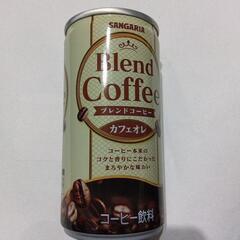 SANGARIA
Blend
Coffee
ブレンドコーヒー
カフェオレ
コーヒー本来の
コクと香りにこだわった
まろやかな味わい
コーヒー飲料